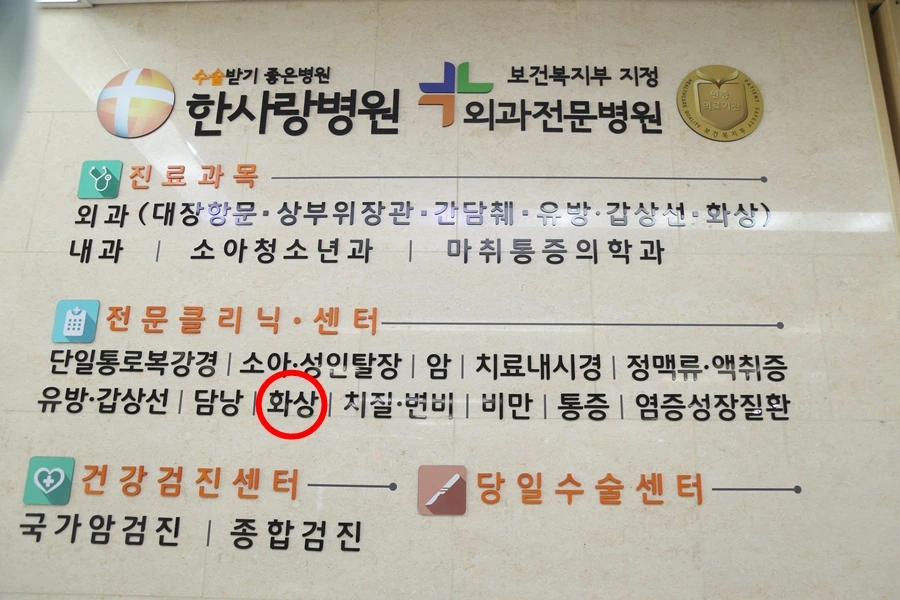 수술받기 좋은병원
한사랑병원
보건복지부 지정
외과전문병원
인증
의료기관
진료과목
외과(대장항문·상부위장관·간담췌·유방·갑상선·화상)
내과 | 소아청소년과 | 마취통증의학과
전문클리닉·센터
단일통로복강경 | 소아·성인탈장 | 암 | 치료내시경 | 정맥류·액취증
유방·갑상선 | 담낭 | 화상 | 치질·변비 | 비만 | 통증 | 염증성장질환
건강검진센터
국가암검진 | 종합검진
당일수술센터